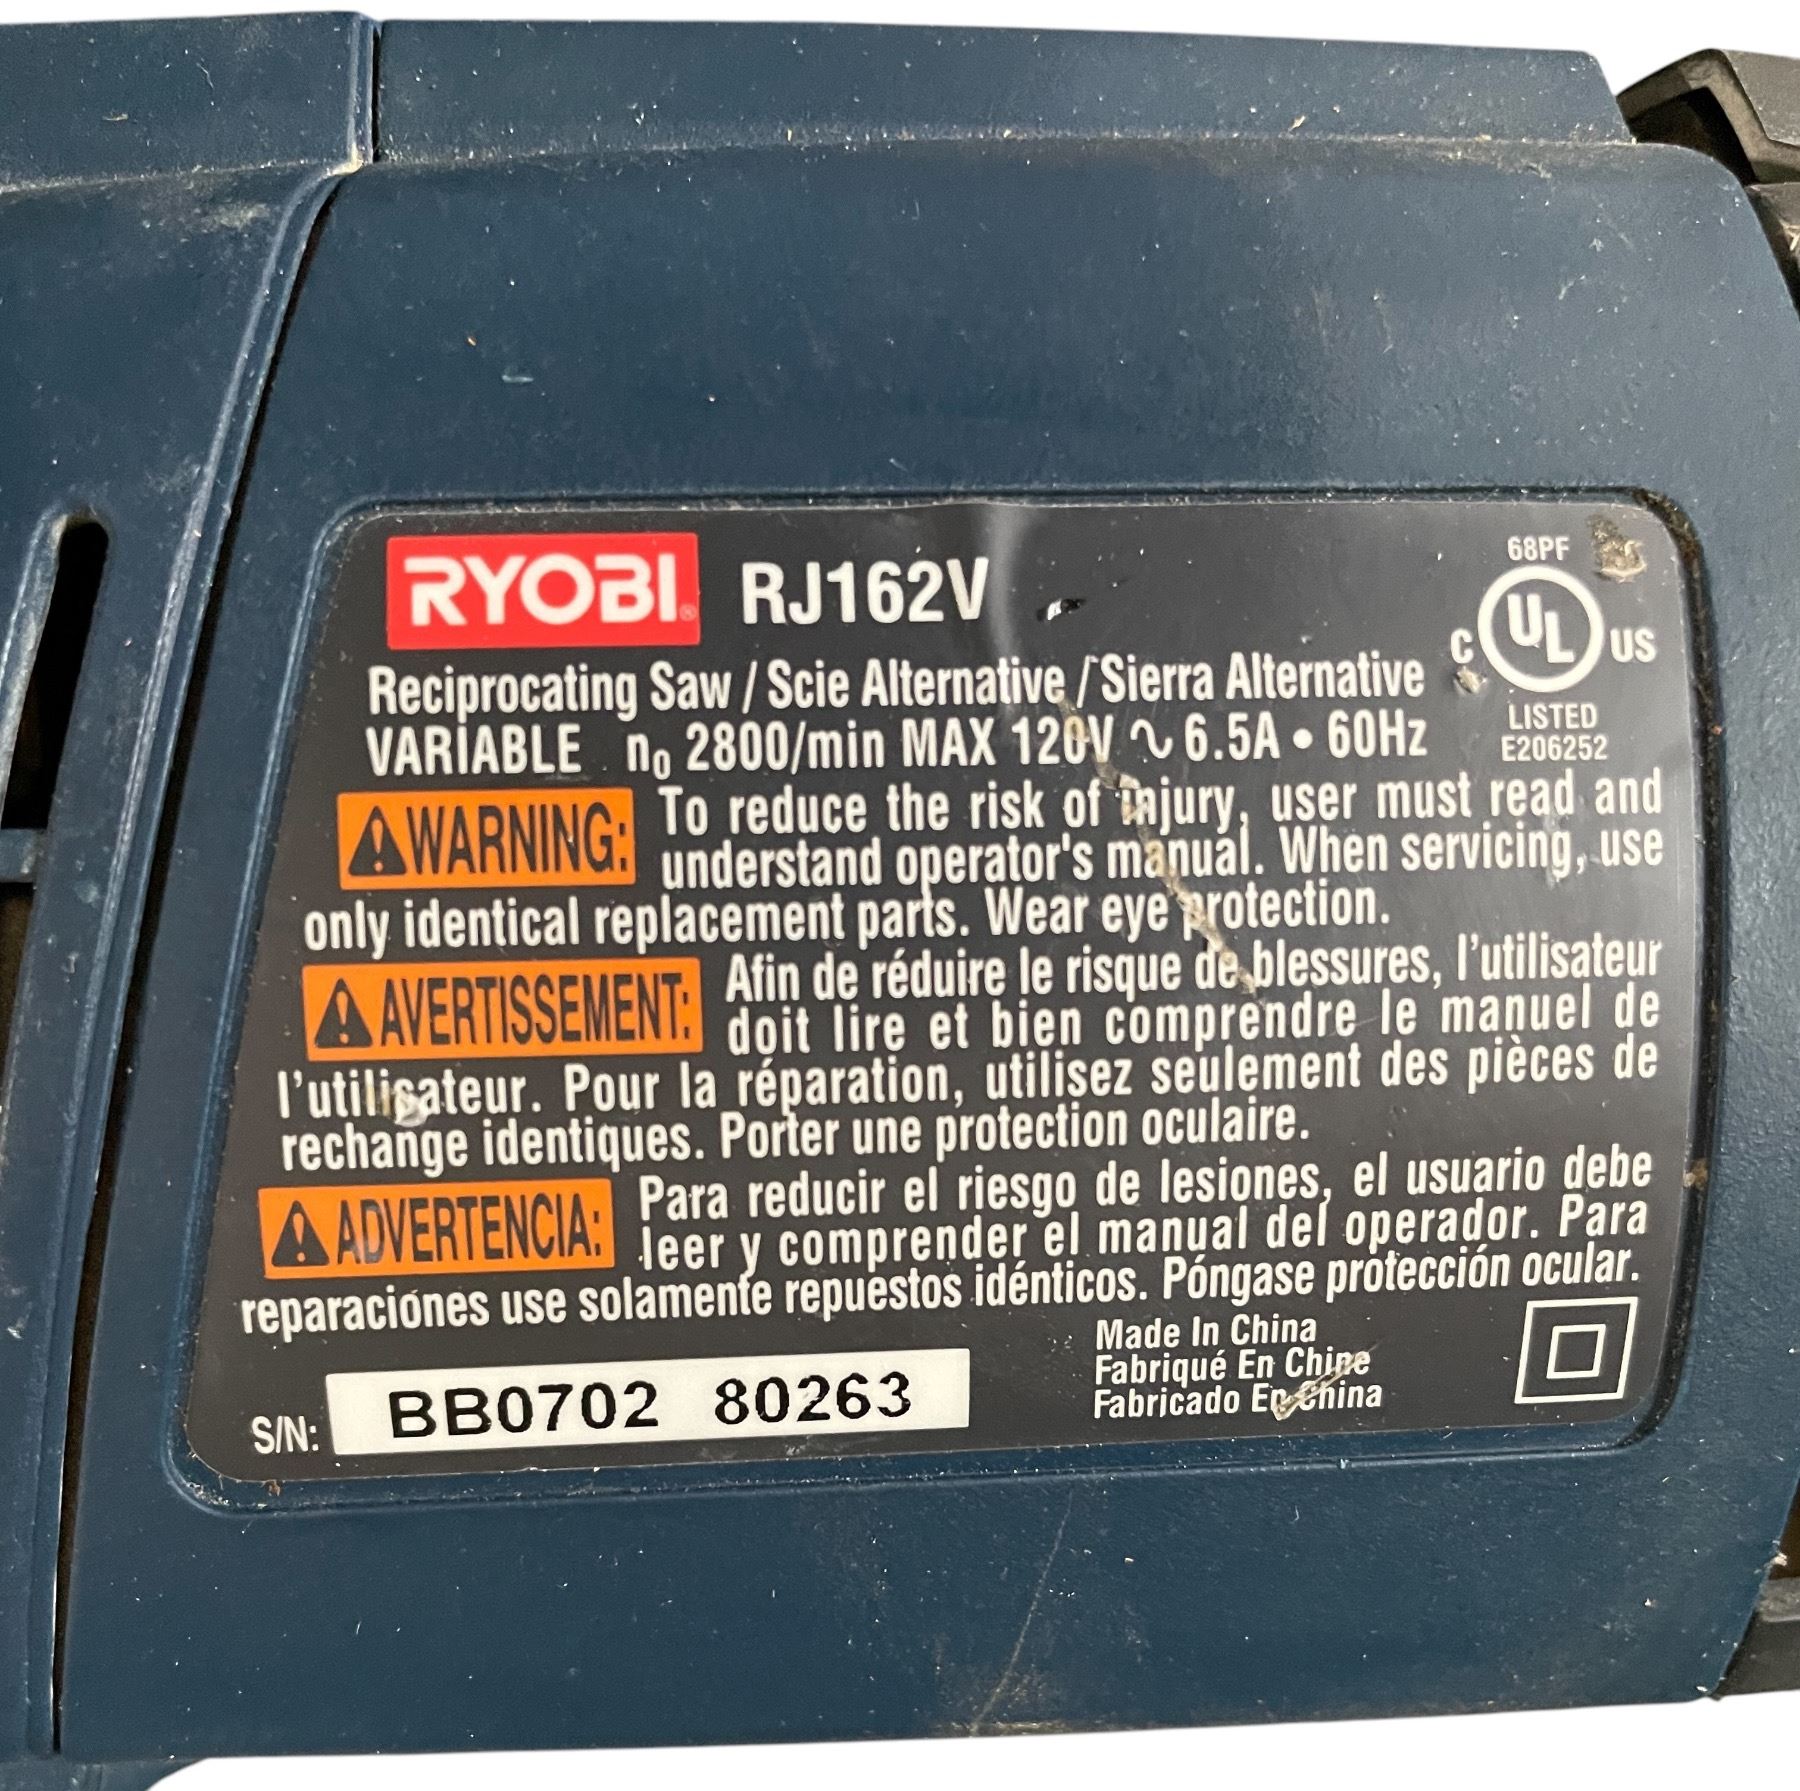 RYOBI® RJ162V
68PF
C UL US
LISTED
E206252
Reciprocating Saw / Scie Alternative / Sierra Alternative
VARIABLE n₀ 2800/min MAX 120V ∿ 6.5A • 60Hz
⚠WARNING: To reduce the risk of injury, user must read and
understand operator's manual. When servicing, use
only identical replacement parts. Wear eye protection.
⚠AVERTISSEMENT: Afin de réduire le risque de blessures, l'utilisateur
doit lire et bien comprendre le manuel de
l'utilisateur. Pour la réparation, utilisez seulement des pièces de
rechange identiques. Porter une protection oculaire.
⚠ADVERTENCIA: Para reducir el riesgo de lesiones, el usuario debe
leer y comprender el manual del operador. Para
reparaciones use solamente repuestos idénticos. Póngase protección ocular.
Made In China
Fabriqué En Chine
Fabricado En China
S/N: BB0702 80263